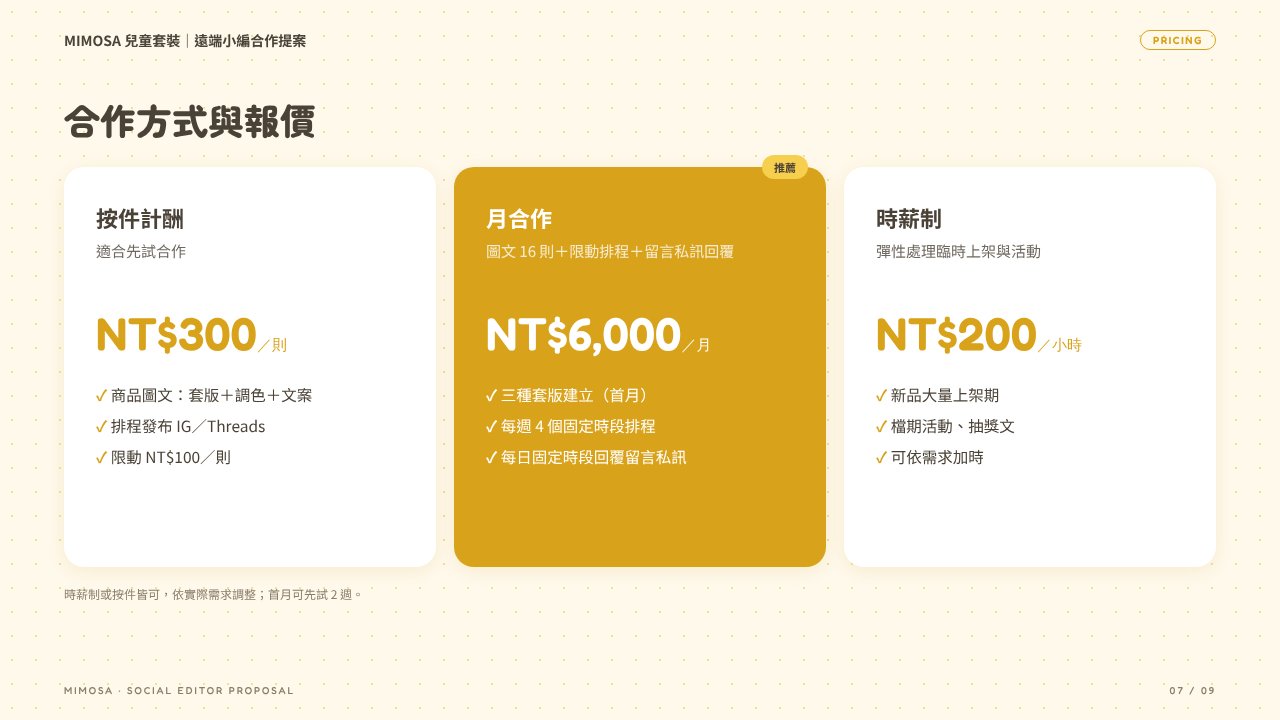 MIMOSA 兒童套裝｜遠端小編合作提案
PRICING
合作方式與報價
按件計酬
適合先試合作
NT$300／則
✓ 商品圖文：套版＋調色＋文案
✓ 排程發布 IG／Threads
✓ 限動 NT$100／則
推薦
月合作
圖文 16 則＋限動排程＋留言私訊回覆
NT$6,000／月
✓ 三種套版建立（首月）
✓ 每週 4 個固定時段排程
✓ 每日固定時段回覆留言私訊
時薪制
彈性處理臨時上架與活動
NT$200／小時
✓ 新品大量上架期
✓ 檔期活動、抽獎文
✓ 可依需求加時
時薪制或按件皆可，依實際需求調整；首月可先試 2 週。
MIMOSA · SOCIAL EDITOR PROPOSAL
07 / 09